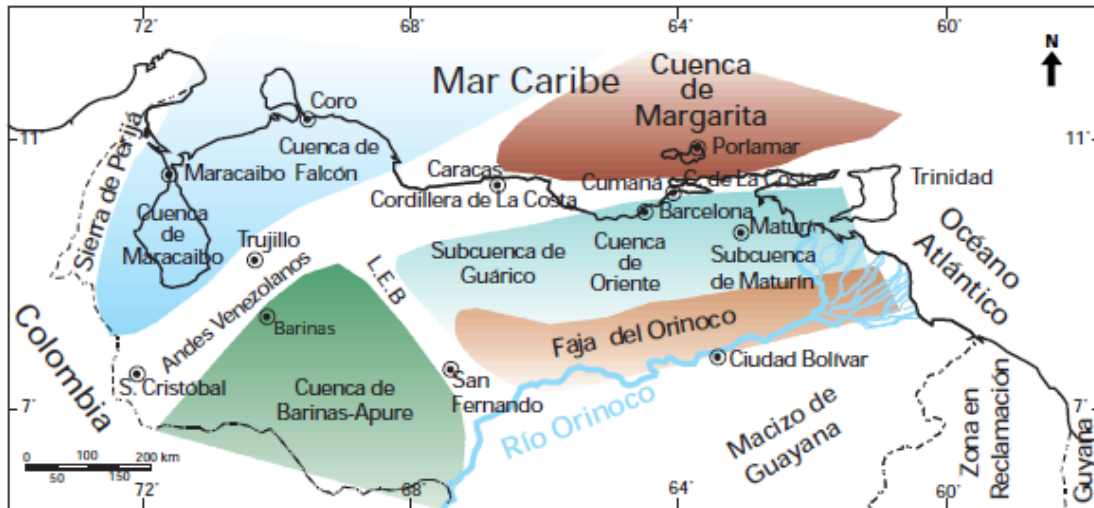 72°
68°
64°
60°
N
Mar Caribe
Cuenca
de
Margarita
Coro
11°
11°
Sierra de Perijá
Cuenca de
Falcón
Porlamar
Maracaibo
Caracas
Cumaná
C. de La Costa
Trinidad
Cordillera de La Costa
Barcelona
Cuenca
de
Maracaibo
Trujillo
Maturín
Océano
Atlántico
Subcuenca de
Guárico
Cuenca
de
Oriente
Subcuenca
de Maturín
L.E.B
Andes Venezolanos
Barinas
Faja del Orinoco
Colombia
S. Cristóbal
Cuenca de
Barinas-Apure
San
Fernando
Ciudad Bolívar
7°
7°
Río Orinoco
Macizo de
Guayana
Zona en
Reclamación
Guyana
0 100 200 km
50 150
72°
68°
64°
60°